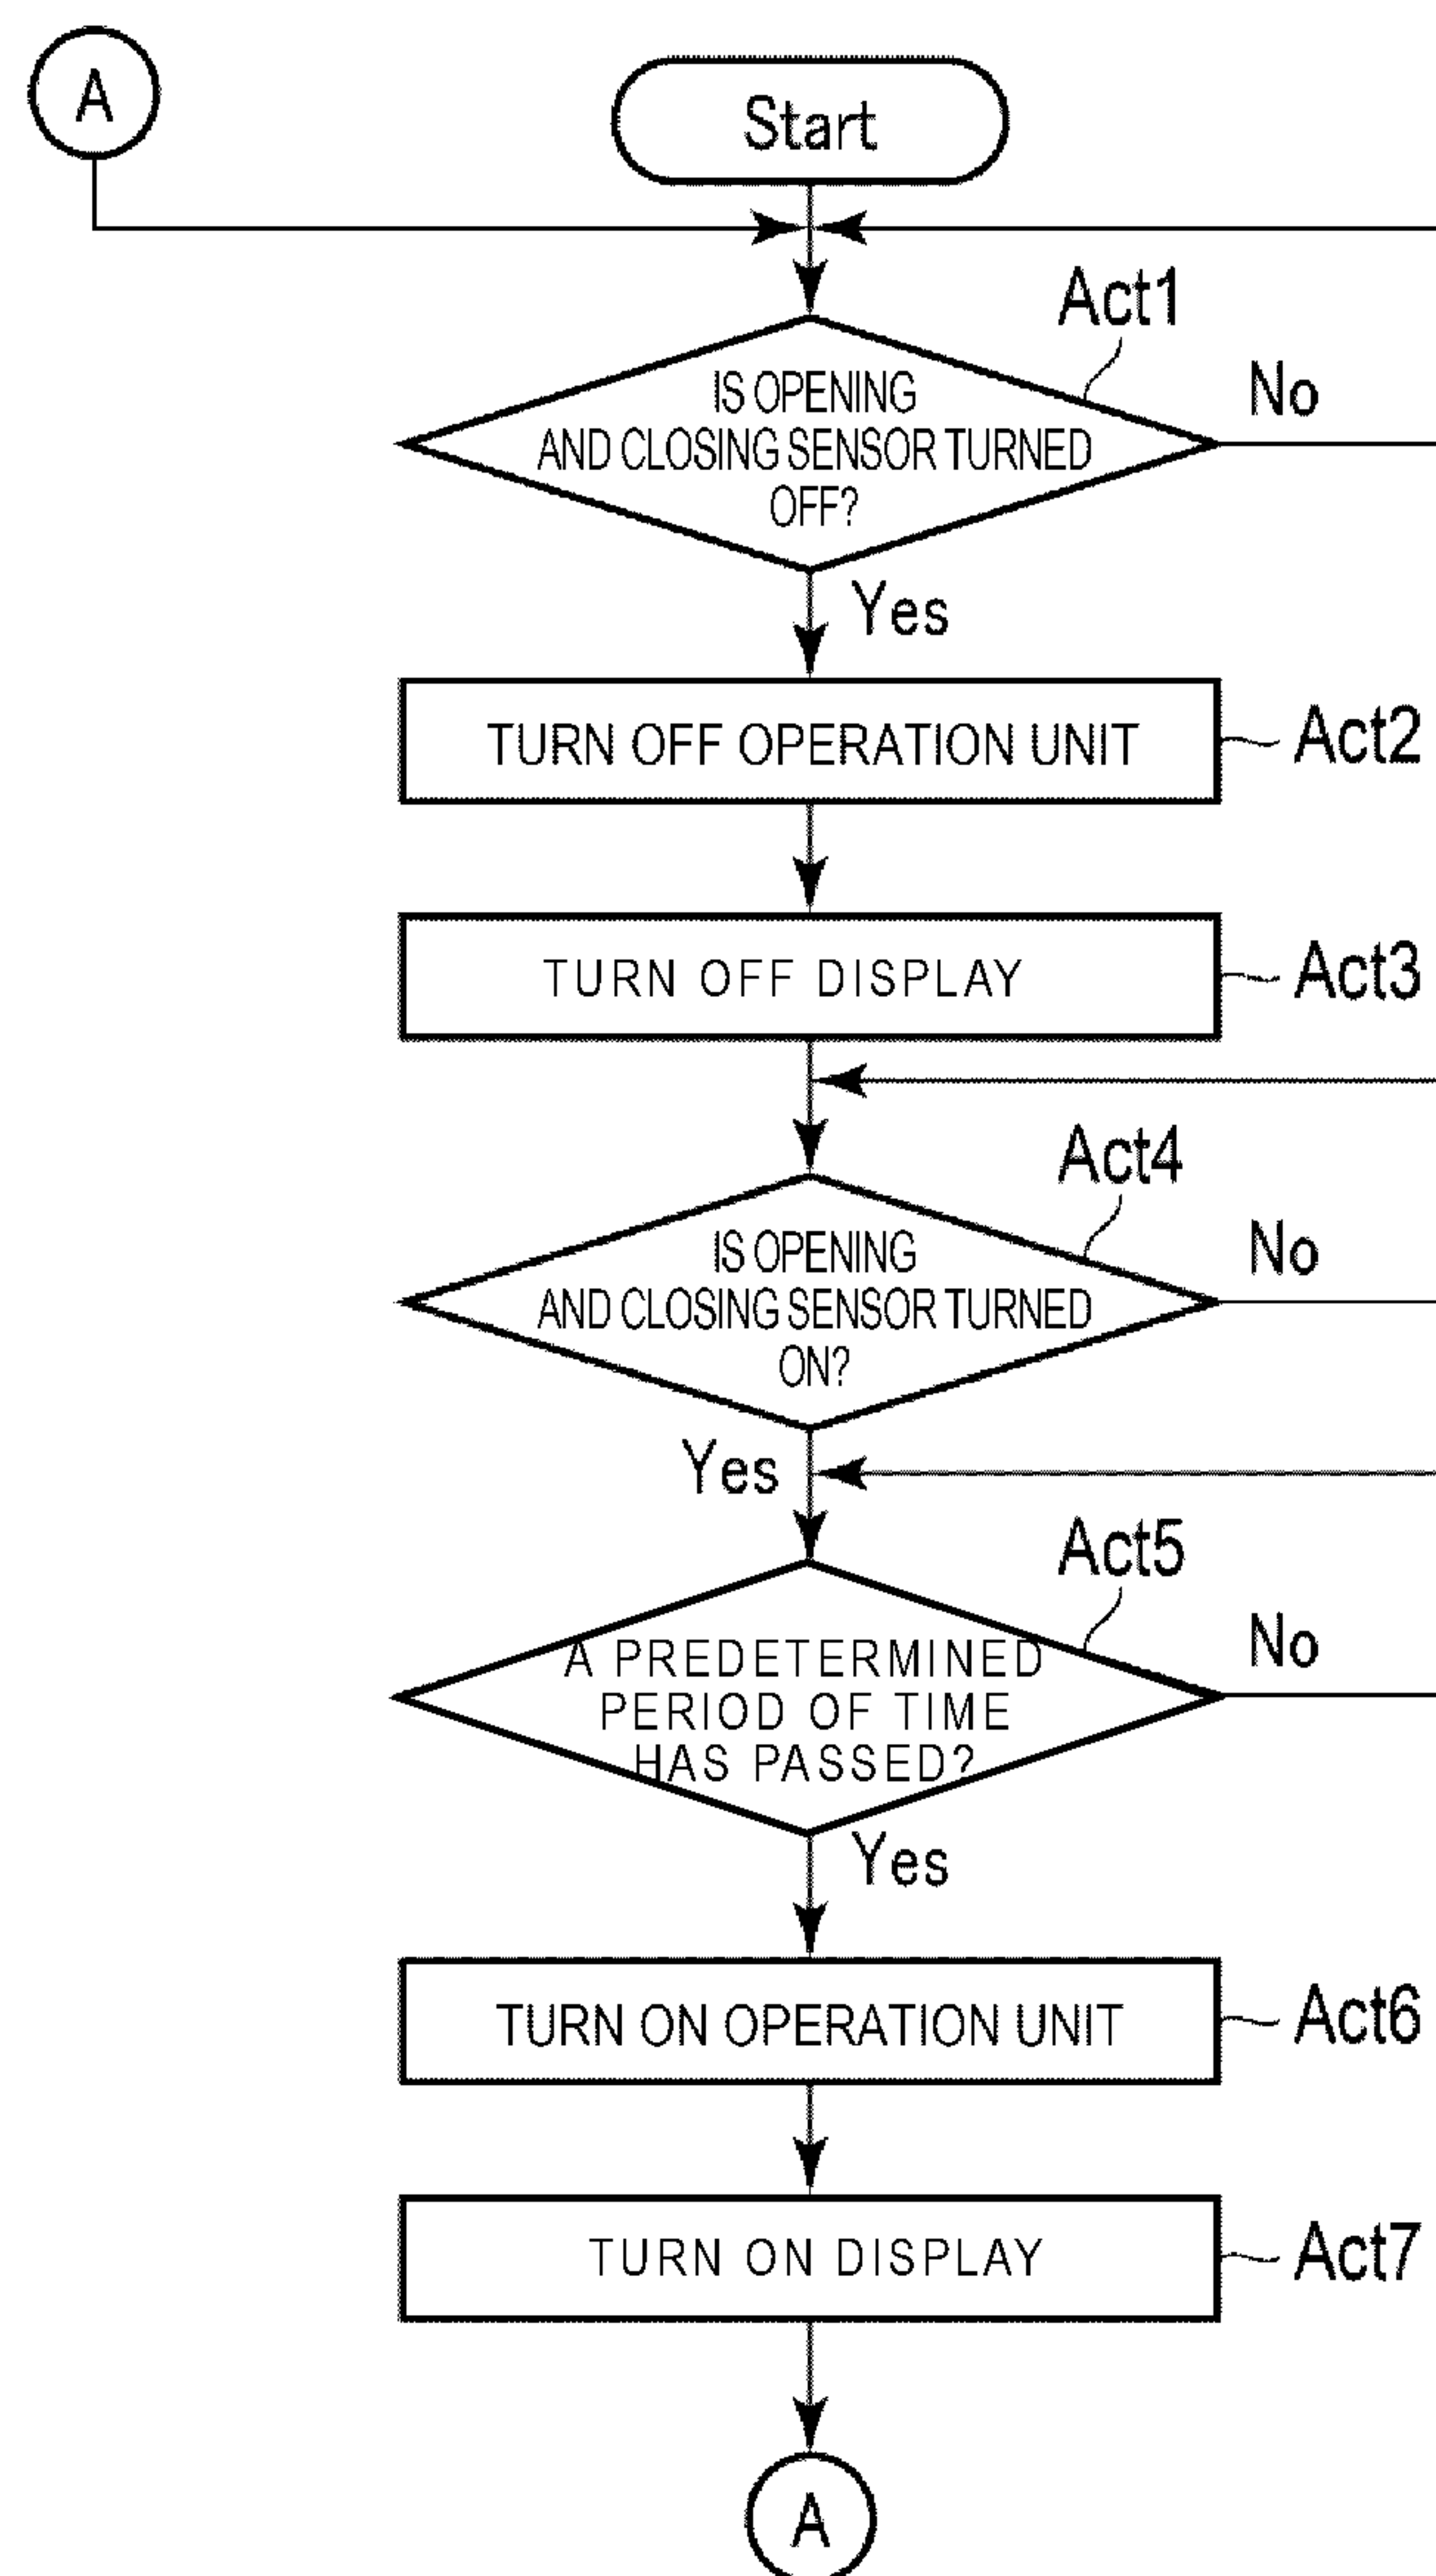 A
Start
Act1
IS OPENING
AND CLOSING SENSOR TURNED
OFF?
No
Yes
TURN OFF OPERATION UNIT
Act2
TURN OFF DISPLAY
Act3
Act4
IS OPENING
AND CLOSING SENSOR TURNED
ON?
No
Yes
Act5
A PREDETERMINED
PERIOD OF TIME
HAS PASSED?
No
Yes
TURN ON OPERATION UNIT
Act6
TURN ON DISPLAY
Act7
A